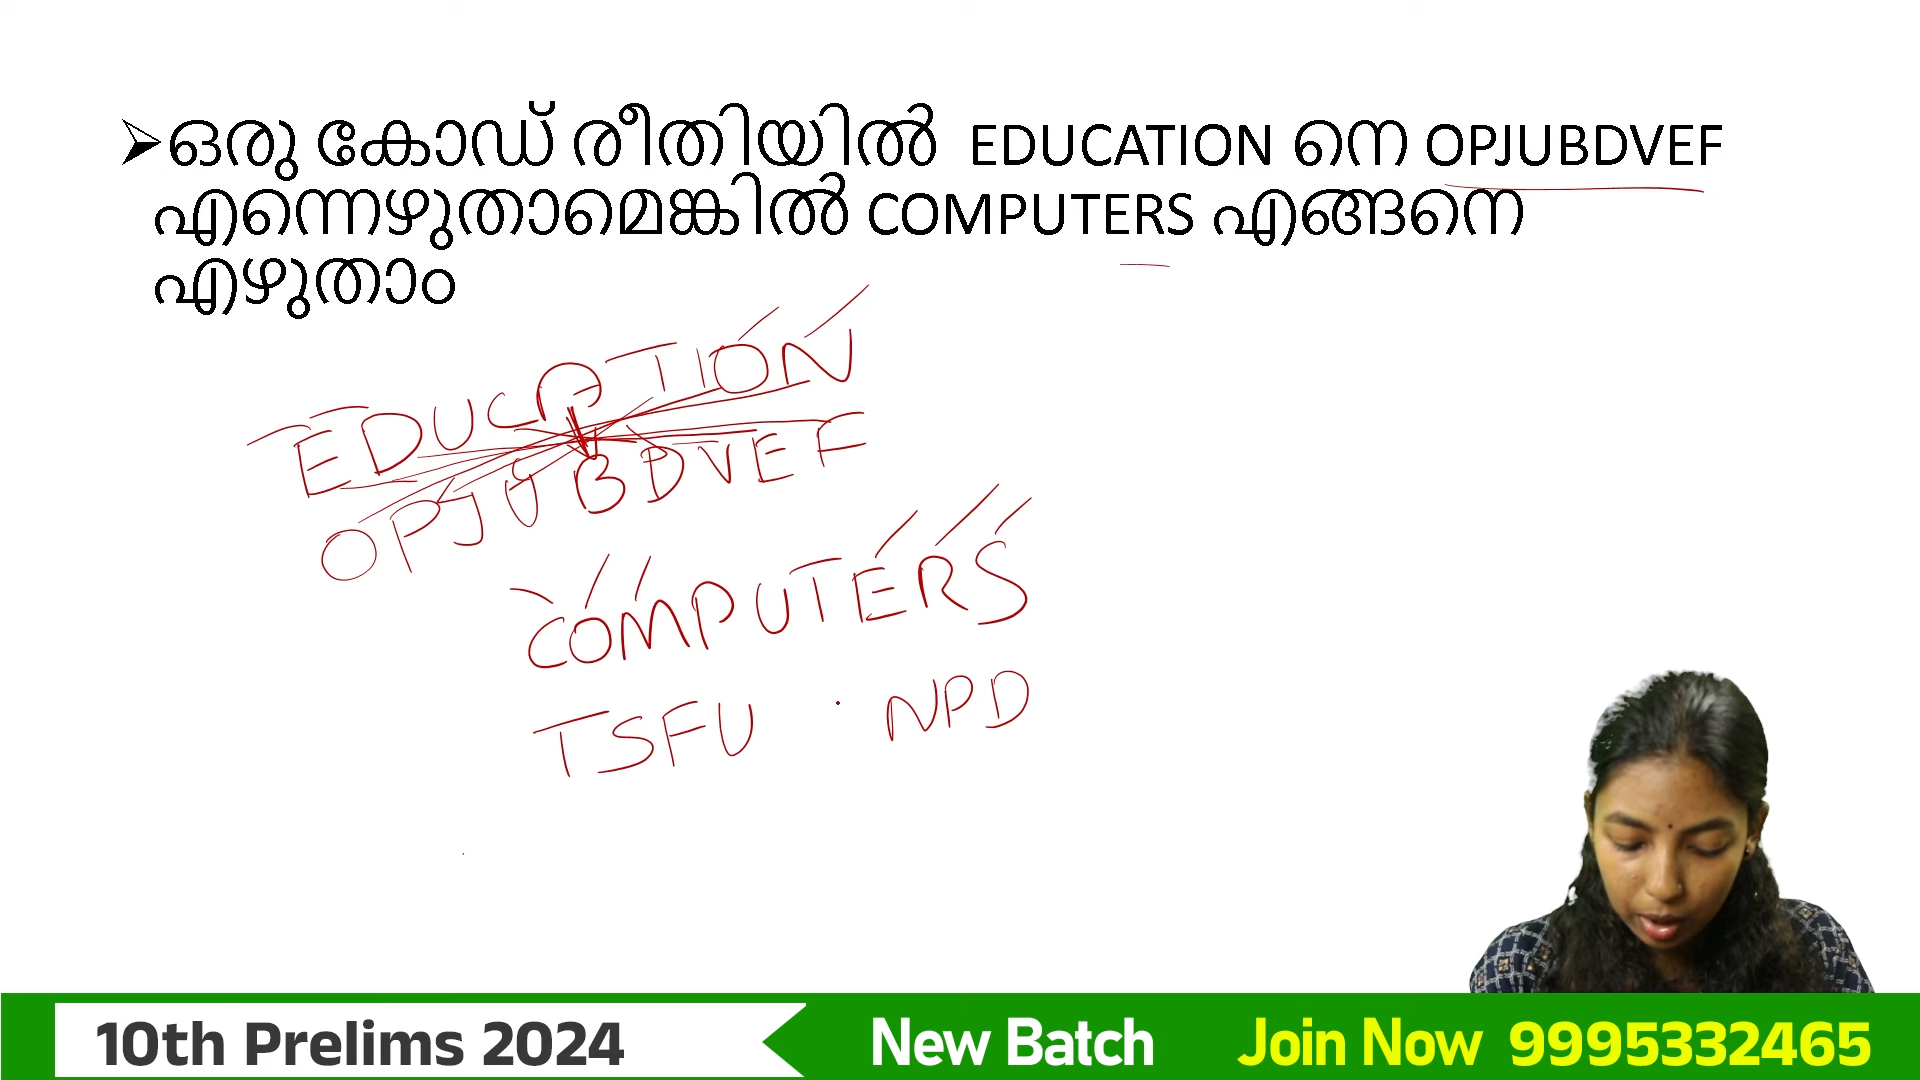 ➢ഒരു കോഡ് രീതിയിൽ EDUCATION നെ OPJUBDVEF
എന്നെഴുതാമെങ്കിൽ COMPUTERS എങ്ങനെ
എഴുതാം
EDUCATION
OPJUBDVEF
COMPUTERS
TSFU . NPD
10th Prelims 2024 New Batch Join Now 9995332465